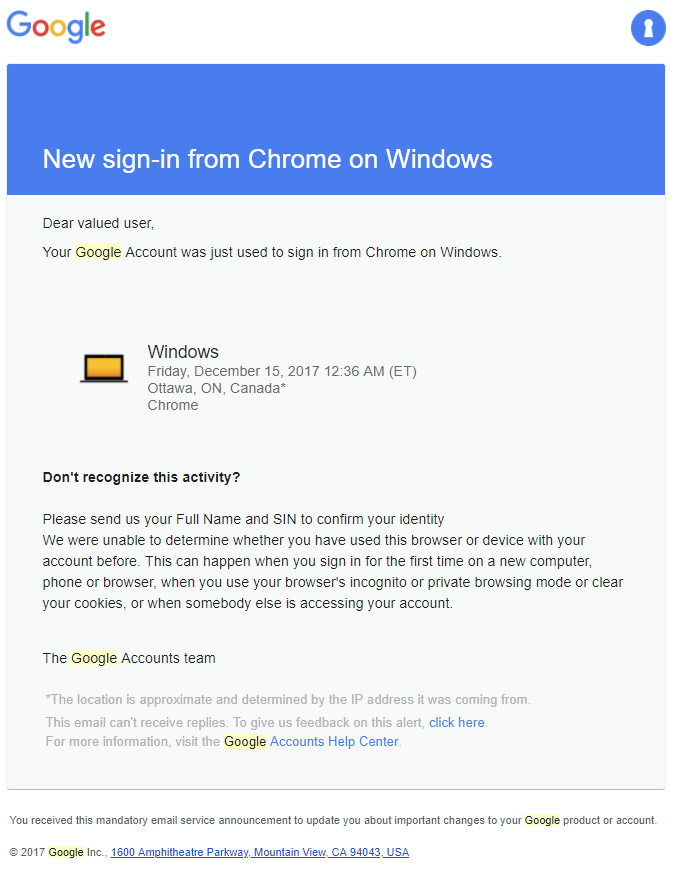 Google
New sign-in from Chrome on Windows
Dear valued user,
Your Google Account was just used to sign in from Chrome on Windows.
Windows
Friday, December 15, 2017 12:36 AM (ET)
Ottawa, ON, Canada*
Chrome
Don't recognize this activity?
Please send us your Full Name and SIN to confirm your identity
We were unable to determine whether you have used this browser or device with your
account before. This can happen when you sign in for the first time on a new computer,
phone or browser, when you use your browser's incognito or private browsing mode or clear
your cookies, or when somebody else is accessing your account.
The Google Accounts team
*The location is approximate and determined by the IP address it was coming from.
This email can't receive replies. To give us feedback on this alert, click here.
For more information, visit the Google Accounts Help Center.
You received this mandatory email service announcement to update you about important changes to your Google product or account.
© 2017 Google Inc., 1600 Amphitheatre Parkway, Mountain View, CA 94043, USA